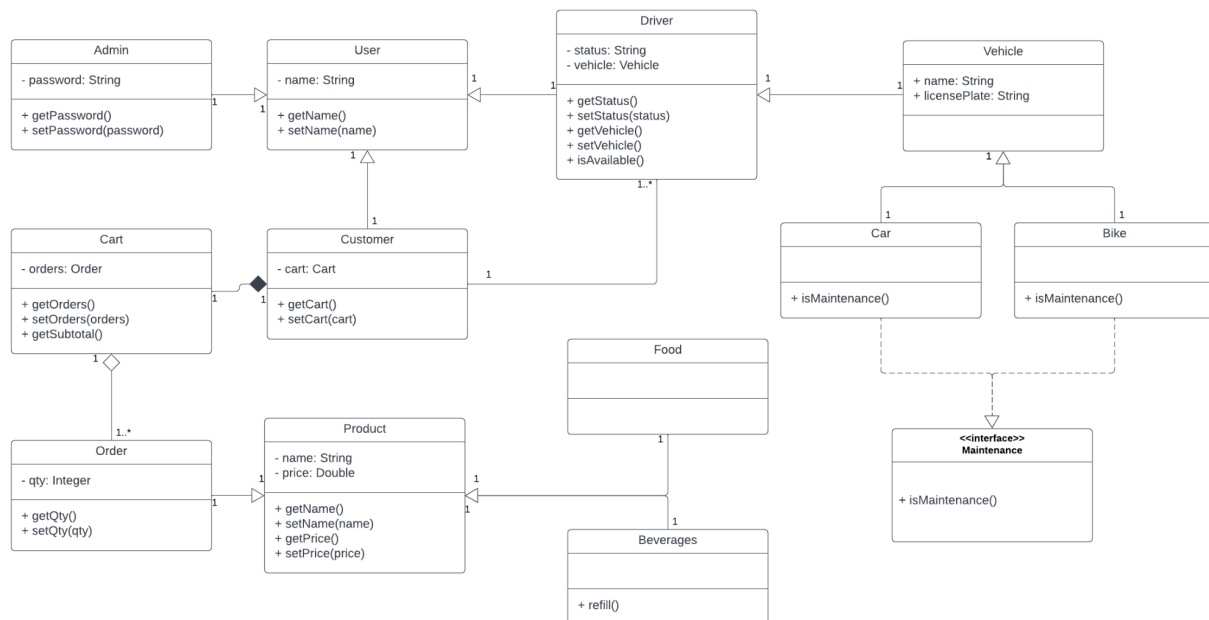 Admin
- password: String
+ getPassword()
+ setPassword(password)
1
1
User
- name: String
+ getName()
+ setName(name)
1
1
1
1
Driver
- status: String
- vehicle: Vehicle
+ getStatus()
+ setStatus(status)
+ getVehicle()
+ setVehicle()
+ isAvailable()
1..*
1
1
Vehicle
+ name: String
+ licensePlate: String
1
1
1
Car
+ isMaintenance()
Bike
+ isMaintenance()
Cart
- orders: Order
+ getOrders()
+ setOrders(orders)
+ getSubtotal()
1
1
1
Customer
- cart: Cart
+ getCart()
+ setCart(cart)
1
1..*
Order
- qty: Integer
+ getQty()
+ setQty(qty)
1
1
Product
- name: String
- price: Double
+ getName()
+ setName(name)
+ getPrice()
+ setPrice(price)
1
1
Food
1
1
Beverages
+ refill()
<<interface>>
Maintenance
+ isMaintenance()